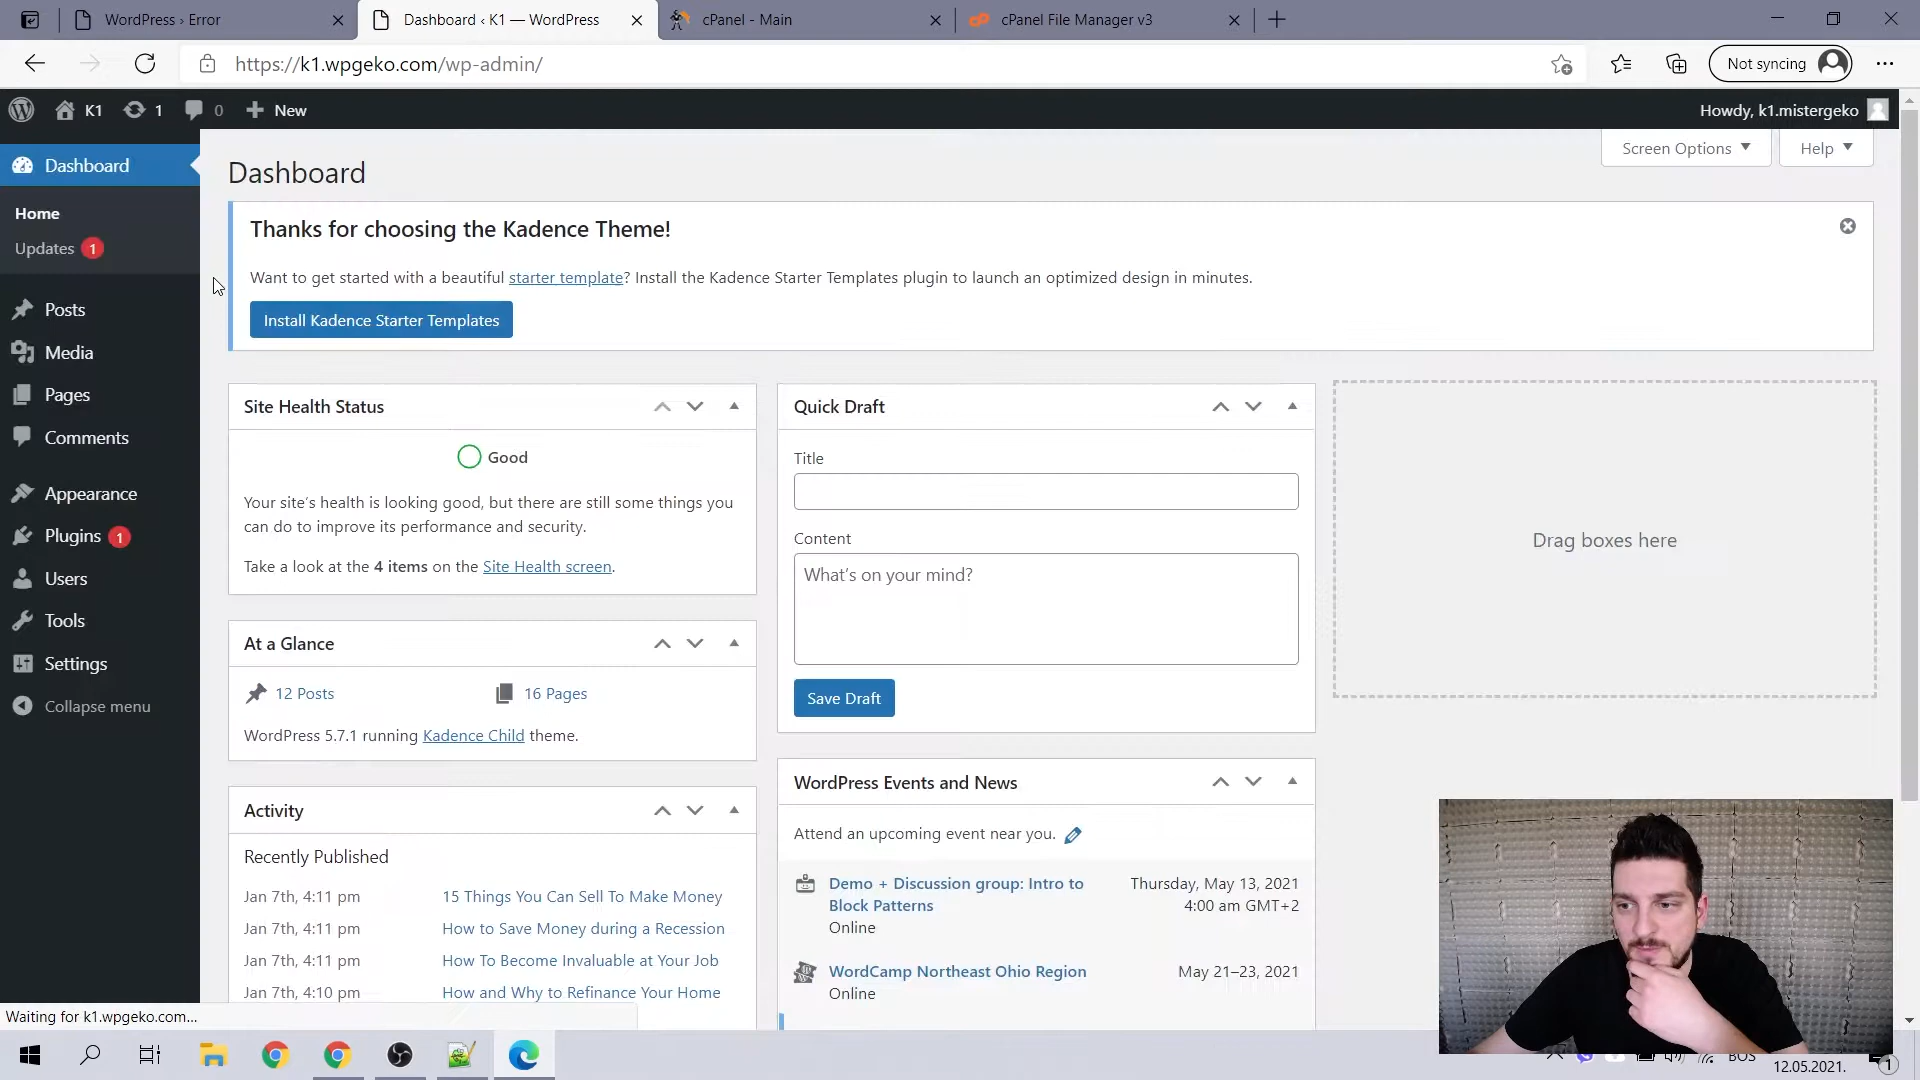 WordPress › Error
Dashboard ‹ K1 — WordPress
cPanel - Main
cPanel File Manager v3
https://k1.wpgeko.com/wp-admin/
Not syncing
K1
1
0
New
Howdy, k1.mistergeko
Dashboard
Home
Updates 1
Posts
Media
Pages
Comments
Appearance
Plugins 1
Users
Tools
Settings
Collapse menu
Screen Options
Help
Dashboard
Thanks for choosing the Kadence Theme!
Want to get started with a beautiful starter template? Install the Kadence Starter Templates plugin to launch an optimized design in minutes.
Install Kadence Starter Templates
Site Health Status
Good
Your site's health is looking good, but there are still some things you
can do to improve its performance and security.
Take a look at the 4 items on the Site Health screen.
At a Glance
12 Posts
16 Pages
WordPress 5.7.1 running Kadence Child theme.
Activity
Recently Published
Jan 7th, 4:11 pm 15 Things You Can Sell To Make Money
Jan 7th, 4:11 pm How to Save Money during a Recession
Jan 7th, 4:11 pm How To Become Invaluable at Your Job
Jan 7th, 4:10 pm How and Why to Refinance Your Home
Quick Draft
Title
Content
What's on your mind?
Save Draft
WordPress Events and News
Attend an upcoming event near you.
Demo + Discussion group: Intro to
Block Patterns
Online
Thursday, May 13, 2021
4:00 am GMT+2
WordCamp Northeast Ohio Region
Online
May 21–23, 2021
Drag boxes here
Waiting for k1.wpgeko.com...
BOS
12.05.2021.
1